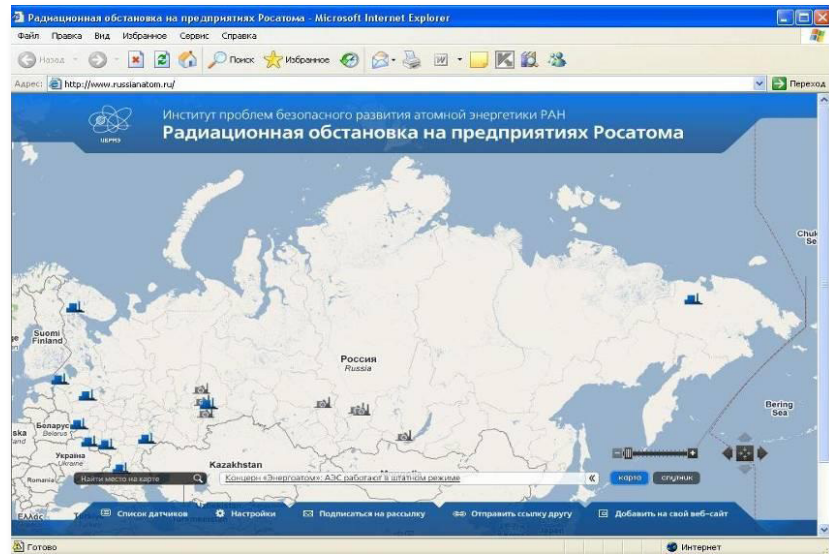 Радиационная обстановка на предприятиях Росатома - Microsoft Internet Explorer
Файл Правка Вид Избранное Сервис Справка
Назад Поиск Избранное
Адрес: http://www.russianatom.ru/ Переход
Институт проблем безопасного развития атомной энергетики РАН
Радиационная обстановка на предприятиях Росатома
Suomi
Finland
Россия
Russia
Bering
Sea
Беларусь
Belarus
Україна
Ukraine
Kazakhstan
Romania
Найти место на карте Концерн «Энергоатом»: АЭС работают в штатном режиме « карта спутник
Список датчиков Настройки Подписаться на рассылку Отправить ссылку другу Добавить на свой веб-сайт
Готово Интернет